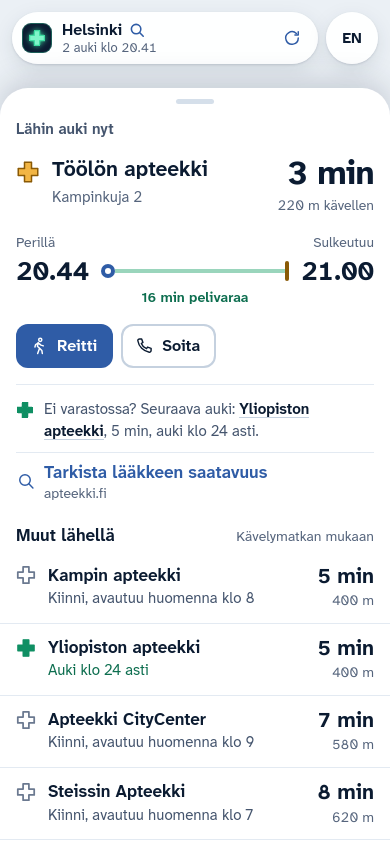 Helsinki
2 auki klo 20.41
EN
Lähin auki nyt
Töölön apteekki
3 min
Kampinkuja 2
220 m kävellen
Perillä
Sulkeutuu
20.44
21.00
16 min pelivaraa
Reitti
Soita
Ei varastossa? Seuraava auki: Yliopiston
apteekki, 5 min, auki klo 24 asti.
Tarkista lääkkeen saatavuus
apteekki.fi
Muut lähellä
Kävelymatkan mukaan
Kampin apteekki
5 min
Kiinni, avautuu huomenna klo 8
400 m
Yliopiston apteekki
5 min
Auki klo 24 asti
400 m
Apteekki CityCenter
7 min
Kiinni, avautuu huomenna klo 9
580 m
Steissin Apteekki
8 min
Kiinni, avautuu huomenna klo 7
620 m